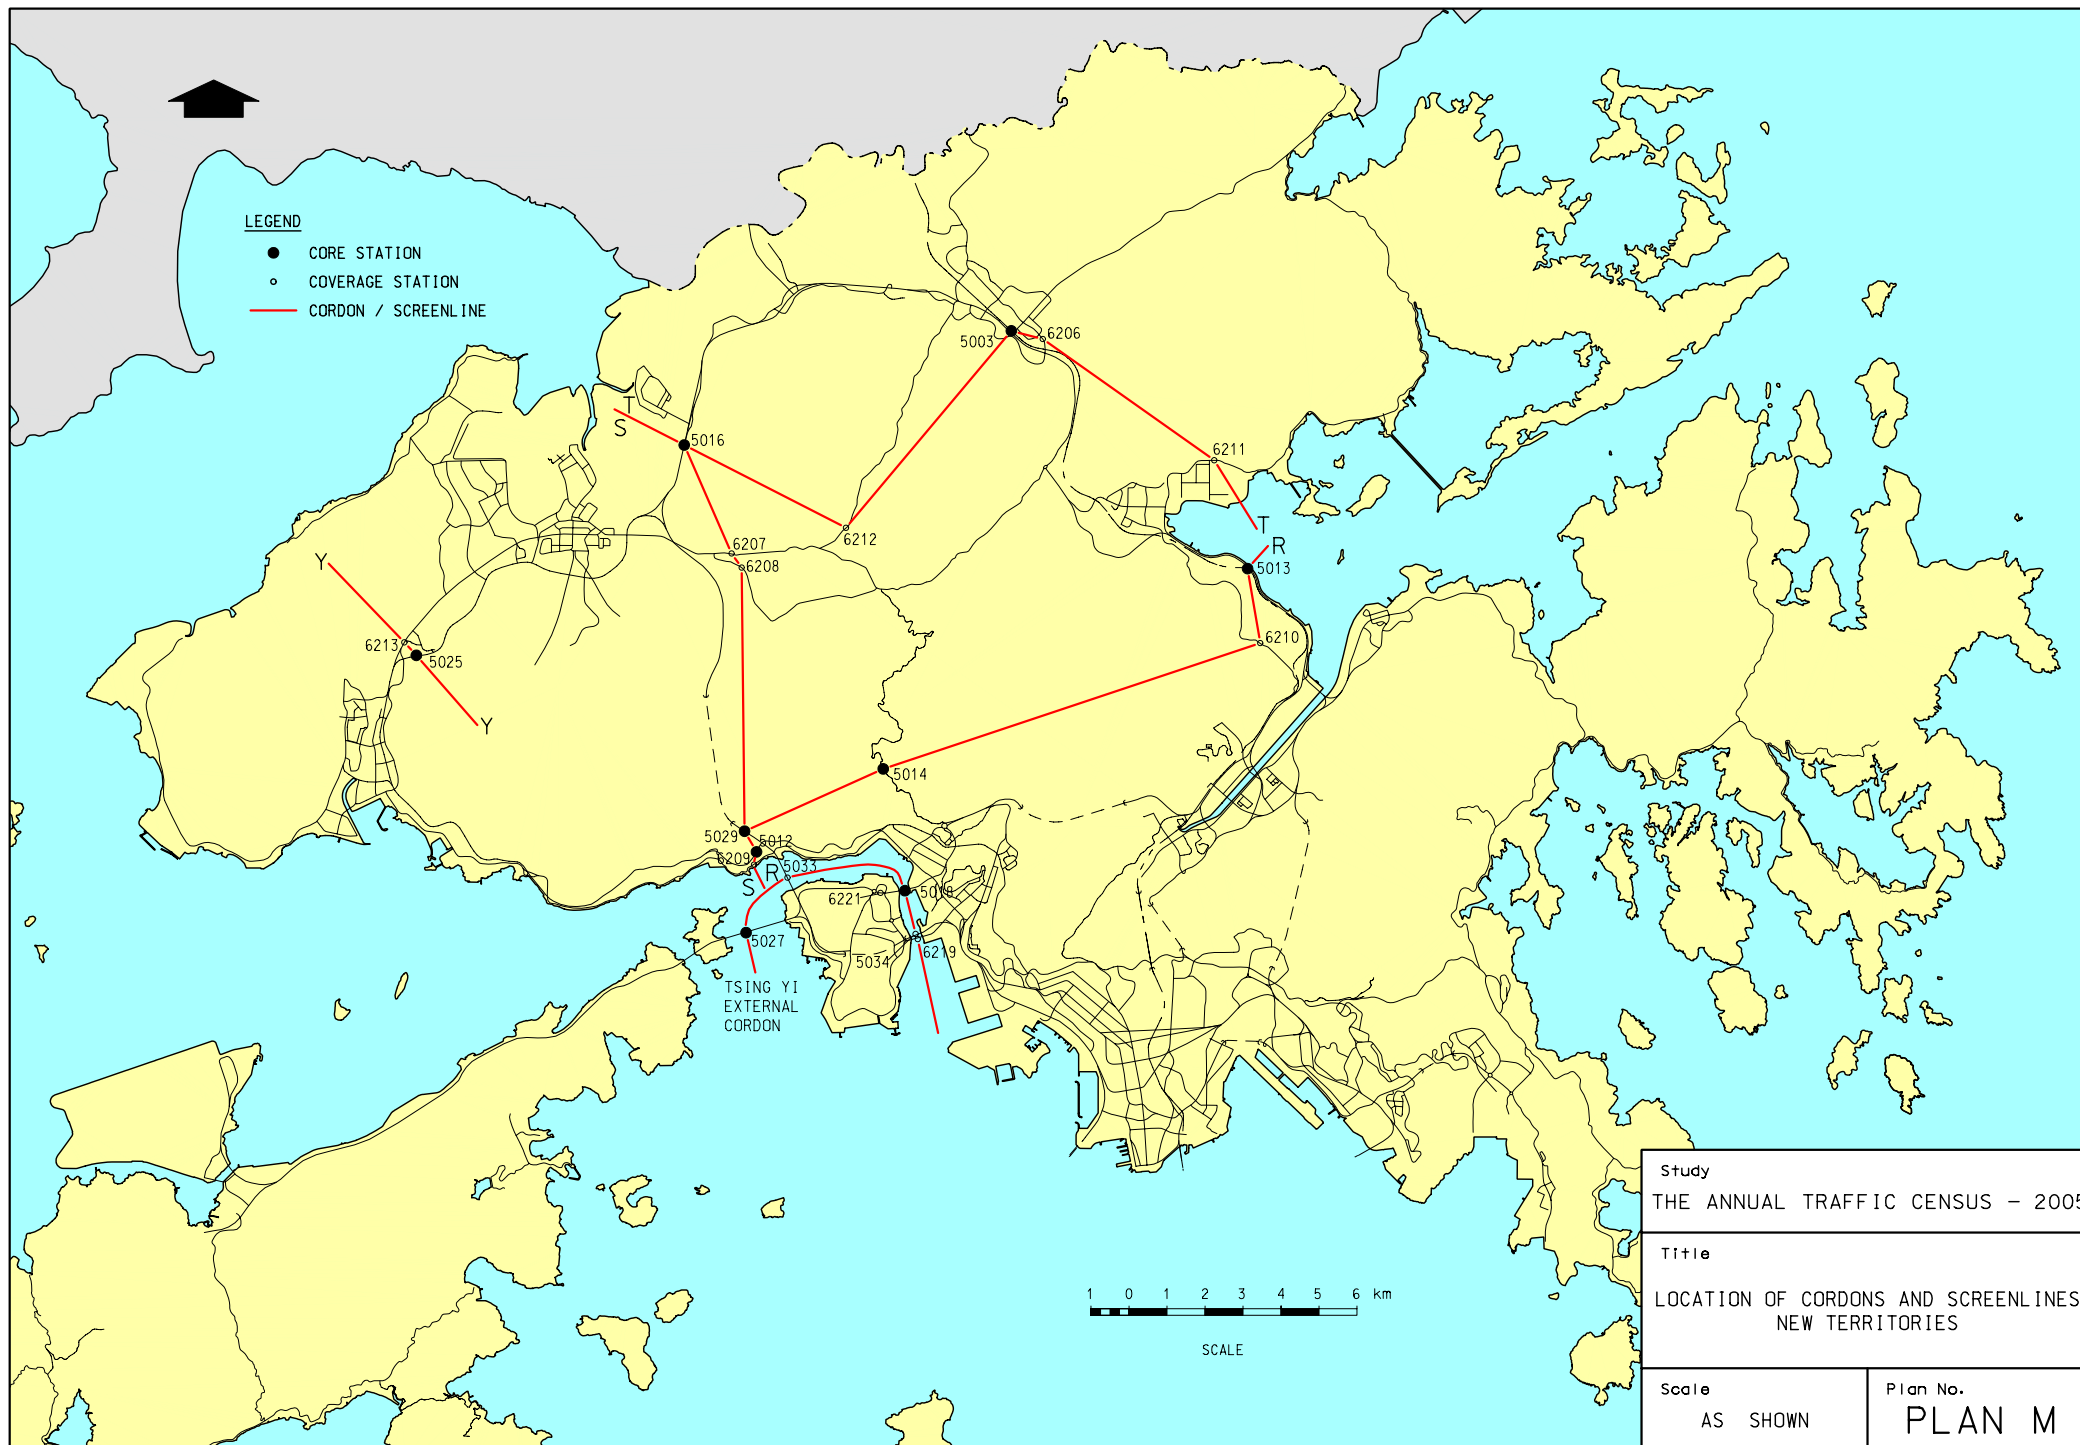 LEGEND
CORE STATION
COVERAGE STATION
CORDON / SCREENLINE
5003
6206
T
S
5016
6211
6212
T
R
6207
6208
5013
Y
6213
5025
6210
Y
5014
5029
5012
6209
5033
R
S
6221
5018
5027
5034
6219
TSING YI
EXTERNAL
CORDON
1 0 1 2 3 4 5 6 km
SCALE
Study
THE ANNUAL TRAFFIC CENSUS - 2005
Title
LOCATION OF CORDONS AND SCREENLINES
NEW TERRITORIES
Scale
AS SHOWN
Plan No.
PLAN M